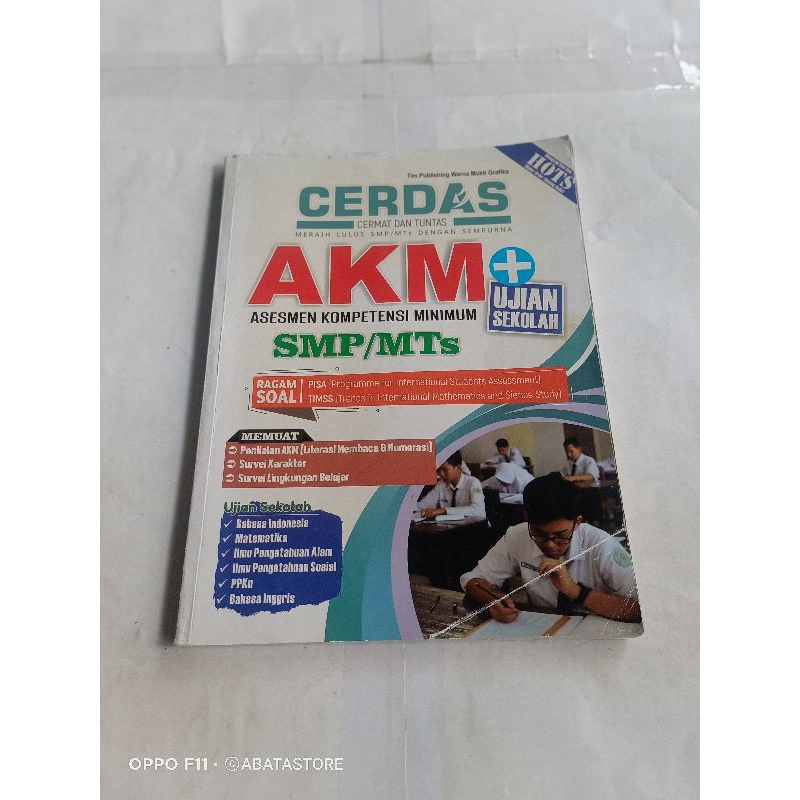 Tim Publishing Warna Mukti Grafika
HOTS
CERDAS
CERMAT DAN TUNTAS
MERAIH LULUS SMP/MTs DENGAN SEMPURNA
AKM+
UJIAN
SEKOLAH
ASESMEN KOMPETENSI MINIMUM
SMP/MTs
RAGAM
SOAL
PISA (Programme for International Students Assessment)
TIMSS (Trends in International Mathematics and Sience Study)
MEMUAT
Penilaian AKM (Literasi Membaca & Numerasi)
Survei Karakter
Survei Lingkungan Belajar
Ujian Sekolah
✓ Bahasa Indonesia
✓ Matematika
✓ Ilmu Pengetahuan Alam
✓ Ilmu Pengetahuan Sosial
✓ PPKn
✓ Bahasa Inggris
OPPO F11 · ©ABATASTORE